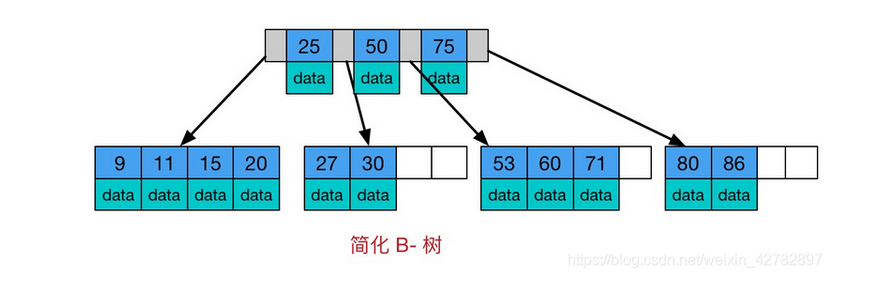 25 50 75
data data data
9 11 15 20 27 30 53 60 71 80 86
data data data data data data data data data data data
简化 B- 树
https://blog.csdn.net/weixin_42782897